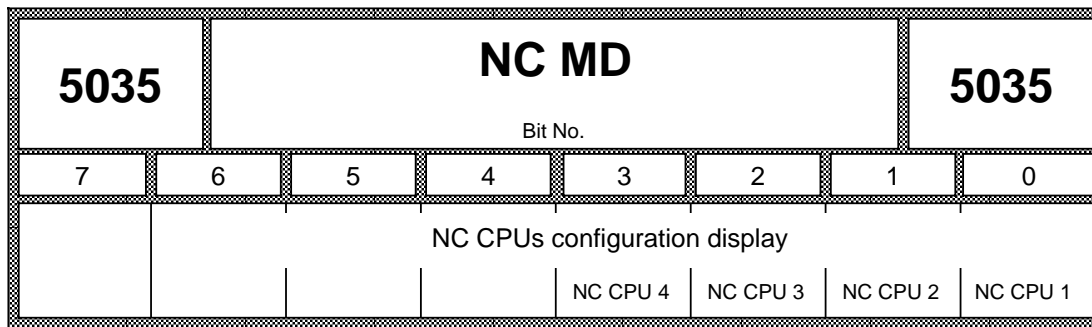 5035 NC MD 5035
Bit No.
7 6 5 4 3 2 1 0
NC CPUs configuration display
NC CPU 4 NC CPU 3 NC CPU 2 NC CPU 1